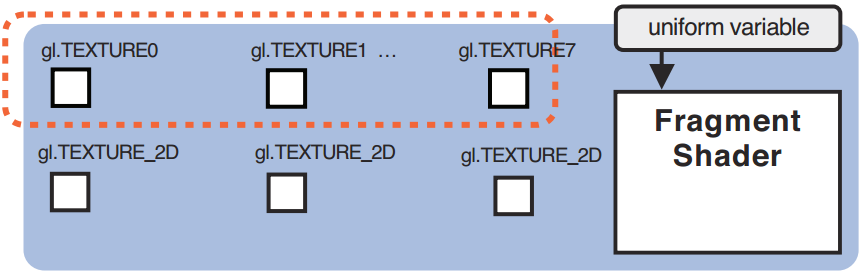 gl.TEXTURE0 gl.TEXTURE1 ... gl.TEXTURE7
gl.TEXTURE_2D gl.TEXTURE_2D gl.TEXTURE_2D
uniform variable
Fragment
Shader